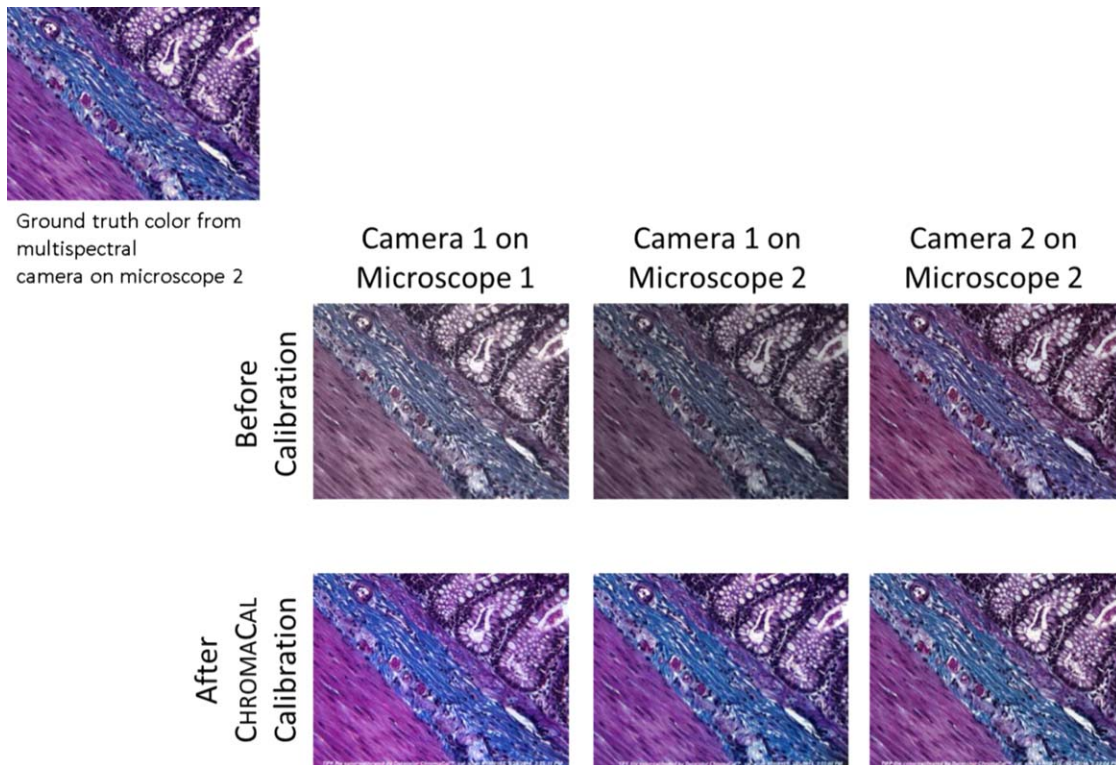 Ground truth color from
multispectral
camera on microscope 2
Camera 1 on
Microscope 1
Camera 1 on
Microscope 2
Camera 2 on
Microscope 2
Before
Calibration
After
CHROMACAL
Calibration